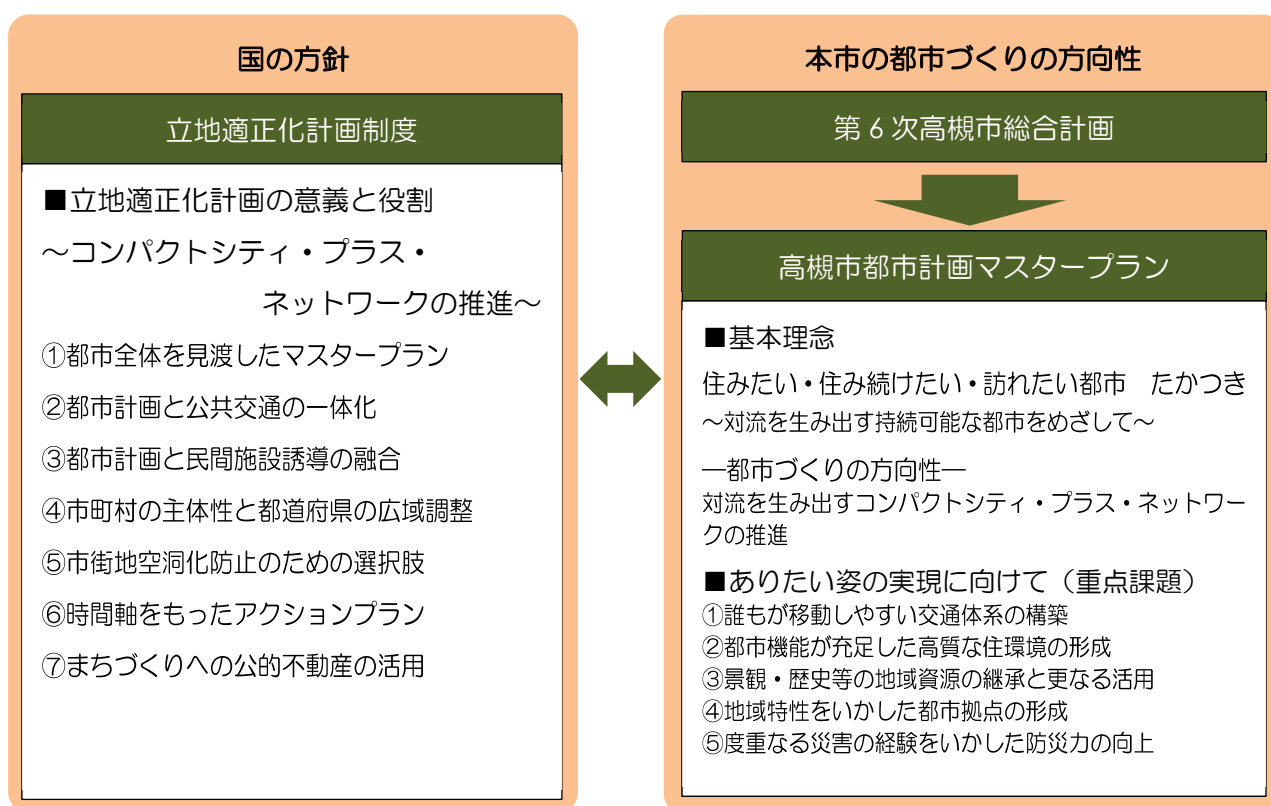 国の方針
立地適正化計画制度
■立地適正化計画の意義と役割
～コンパクトシティ・プラス・
ネットワークの推進～
①都市全体を見渡したマスタープラン
②都市計画と公共交通の一体化
③都市計画と民間施設誘導の融合
④市町村の主体性と都道府県の広域調整
⑤市街地空洞化防止のための選択肢
⑥時間軸をもったアクションプラン
⑦まちづくりへの公的不動産の活用
本市の都市づくりの方向性
第６次高槻市総合計画
高槻市都市計画マスタープラン
■基本理念
住みたい・住み続けたい・訪れたい都市　たかつき
～対流を生み出す持続可能な都市をめざして～
―都市づくりの方向性―
対流を生み出すコンパクトシティ・プラス・ネットワー
クの推進
■ありたい姿の実現に向けて（重点課題）
①誰もが移動しやすい交通体系の構築
②都市機能が充足した高質な住環境の形成
③景観・歴史等の地域資源の継承と更なる活用
④地域特性をいかした都市拠点の形成
⑤度重なる災害の経験をいかした防災力の向上